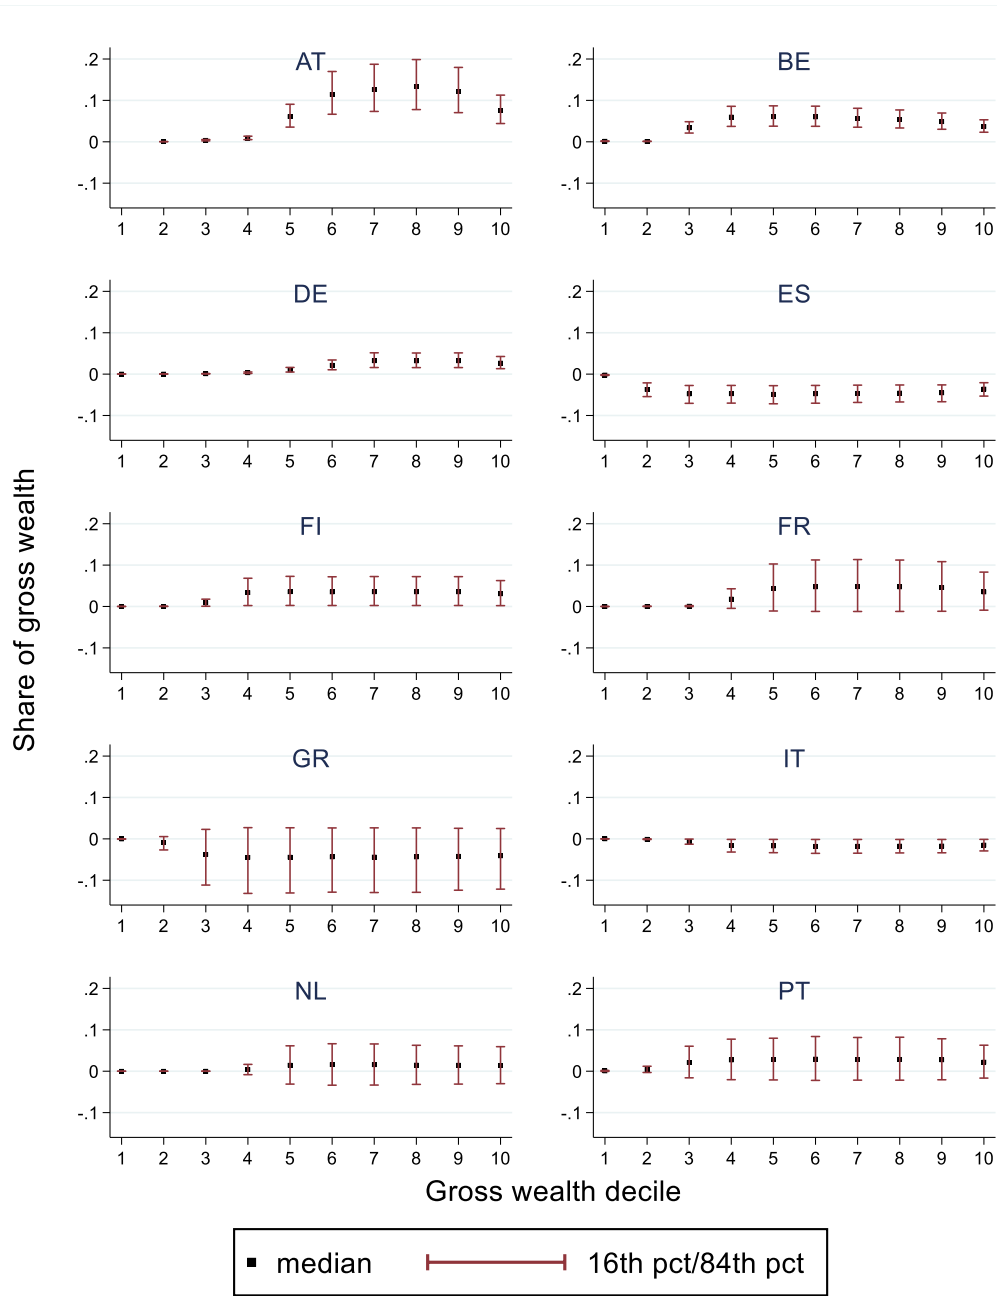 Share of gross wealth
AT
.2
.1
0
-.1
1 2 3 4 5 6 7 8 9 10
BE
.2
.1
0
-.1
1 2 3 4 5 6 7 8 9 10
DE
.2
.1
0
-.1
1 2 3 4 5 6 7 8 9 10
ES
.2
.1
0
-.1
1 2 3 4 5 6 7 8 9 10
FI
.2
.1
0
-.1
1 2 3 4 5 6 7 8 9 10
FR
.2
.1
0
-.1
1 2 3 4 5 6 7 8 9 10
GR
.2
.1
0
-.1
1 2 3 4 5 6 7 8 9 10
IT
.2
.1
0
-.1
1 2 3 4 5 6 7 8 9 10
NL
.2
.1
0
-.1
1 2 3 4 5 6 7 8 9 10
PT
.2
.1
0
-.1
1 2 3 4 5 6 7 8 9 10
Gross wealth decile
median 16th pct/84th pct